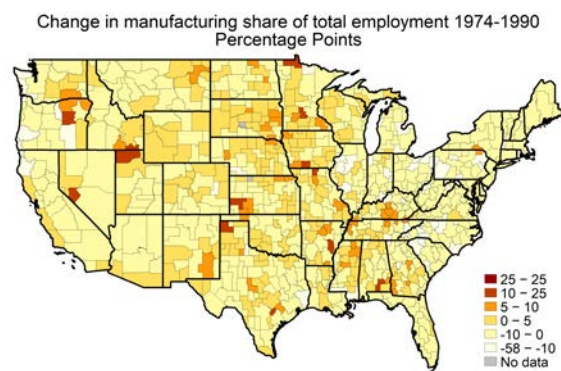 Change in manufacturing share of total employment 1974-1990
Percentage Points
25 – 25
10 – 25
5 – 10
0 – 5
-10 – 0
-58 – -10
No data